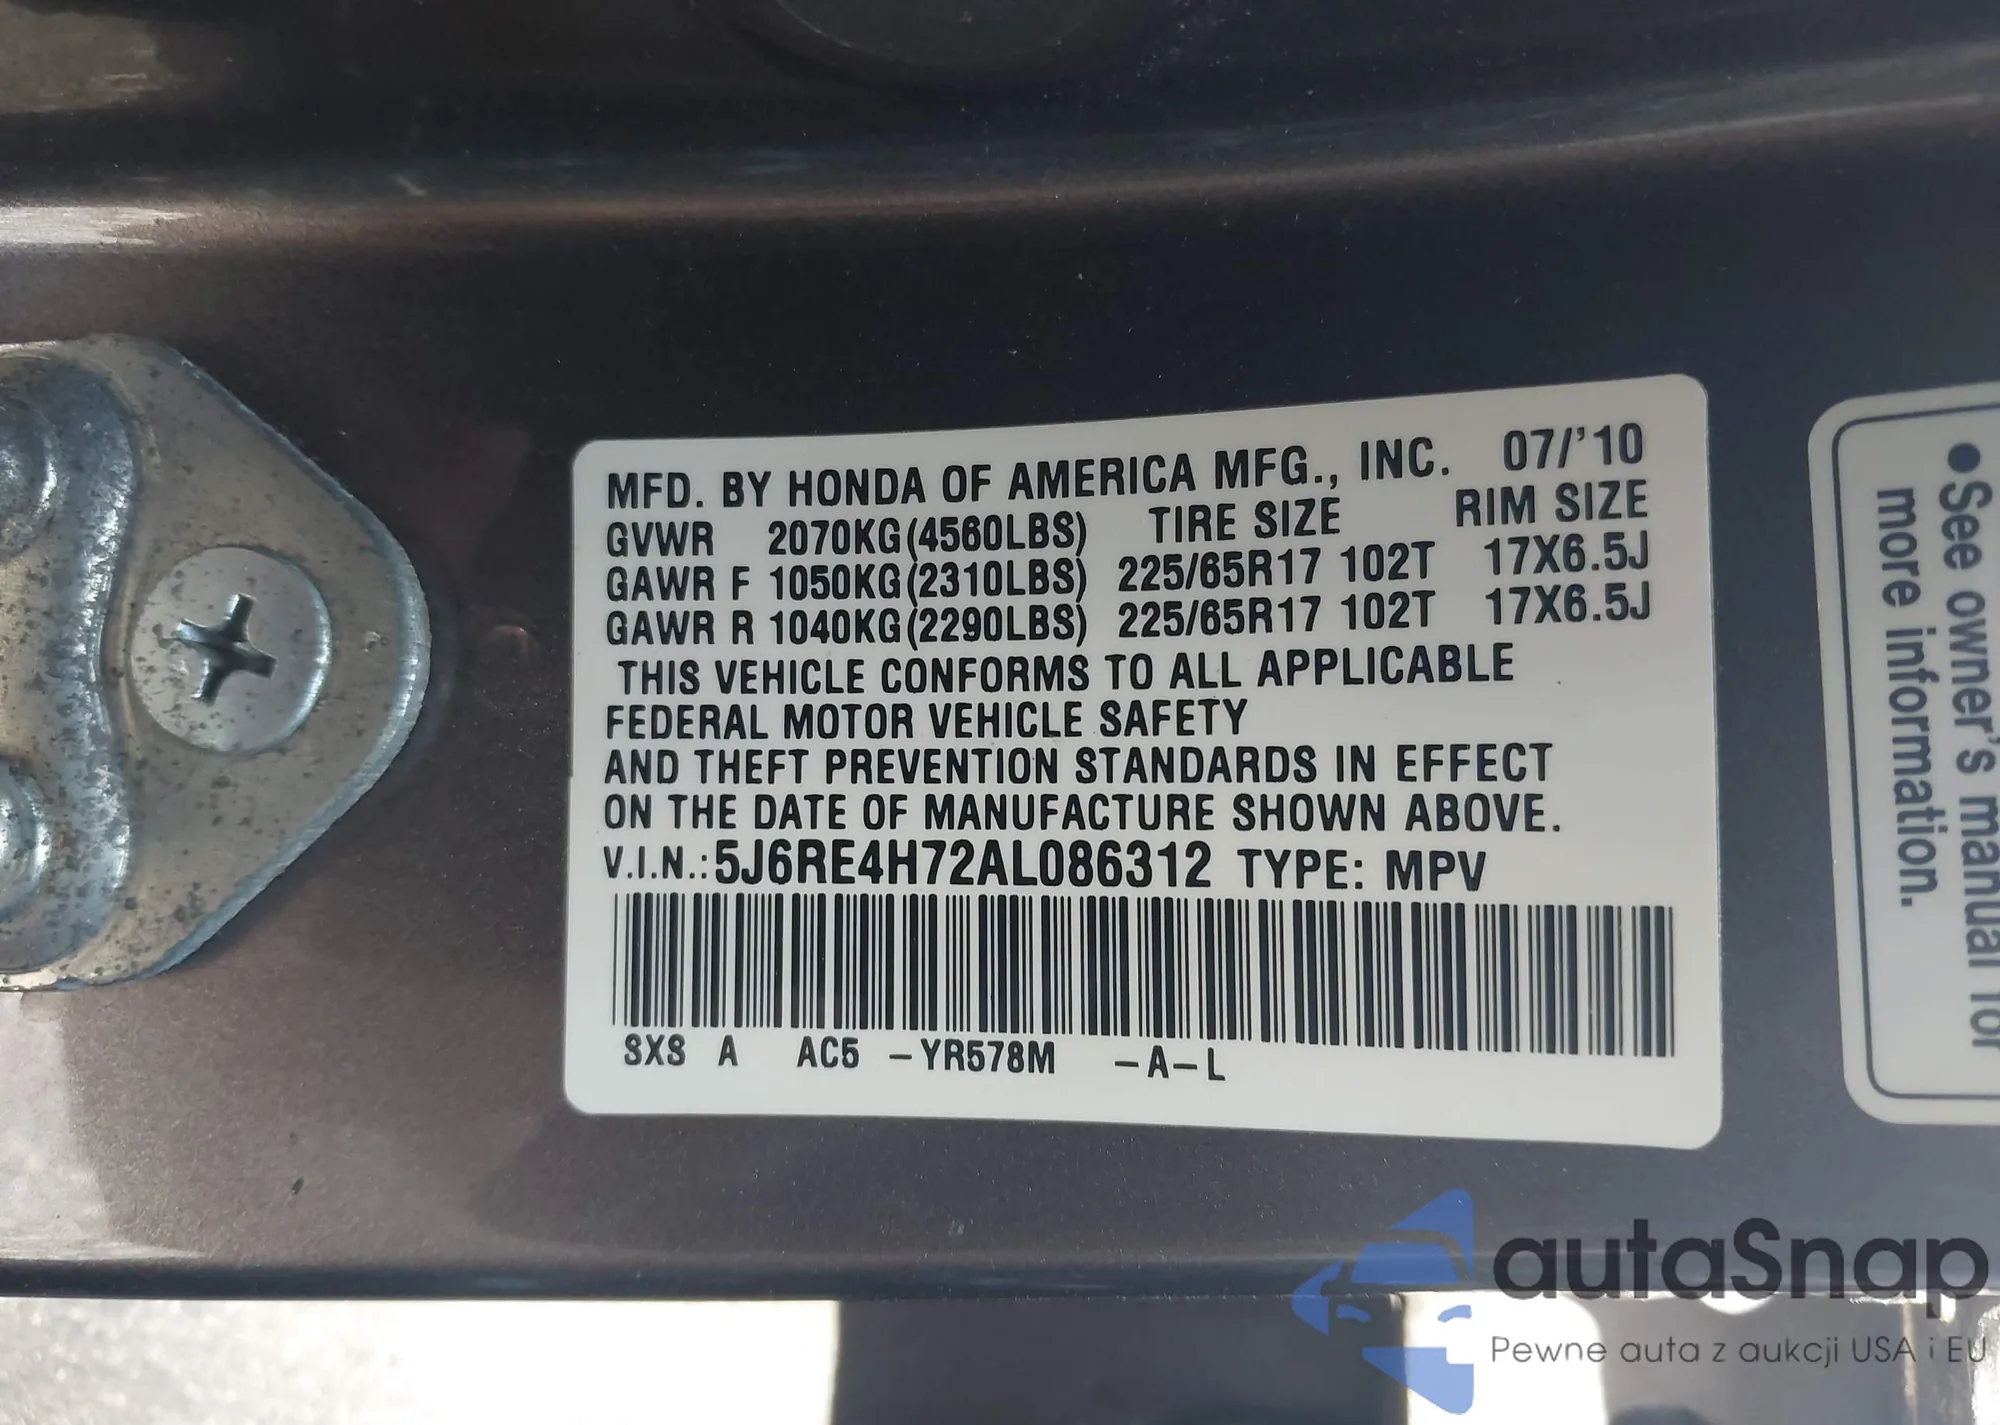 MFD. BY HONDA OF AMERICA MFG., INC. 07/'10
GVWR 2070KG(4560LBS) TIRE SIZE RIM SIZE
GAWR F 1050KG(2310LBS) 225/65R17 102T 17X6.5J
GAWR R 1040KG(2290LBS) 225/65R17 102T 17X6.5J
THIS VEHICLE CONFORMS TO ALL APPLICABLE
FEDERAL MOTOR VEHICLE SAFETY
AND THEFT PREVENTION STANDARDS IN EFFECT
ON THE DATE OF MANUFACTURE SHOWN ABOVE.
V.I.N.: 5J6RE4H72AL086312 TYPE: MPV
SXS A AC5 -YR578M -A-L
•See owner's manual for
more information.
autaSnap
Pewne auta z aukcji USA i EU